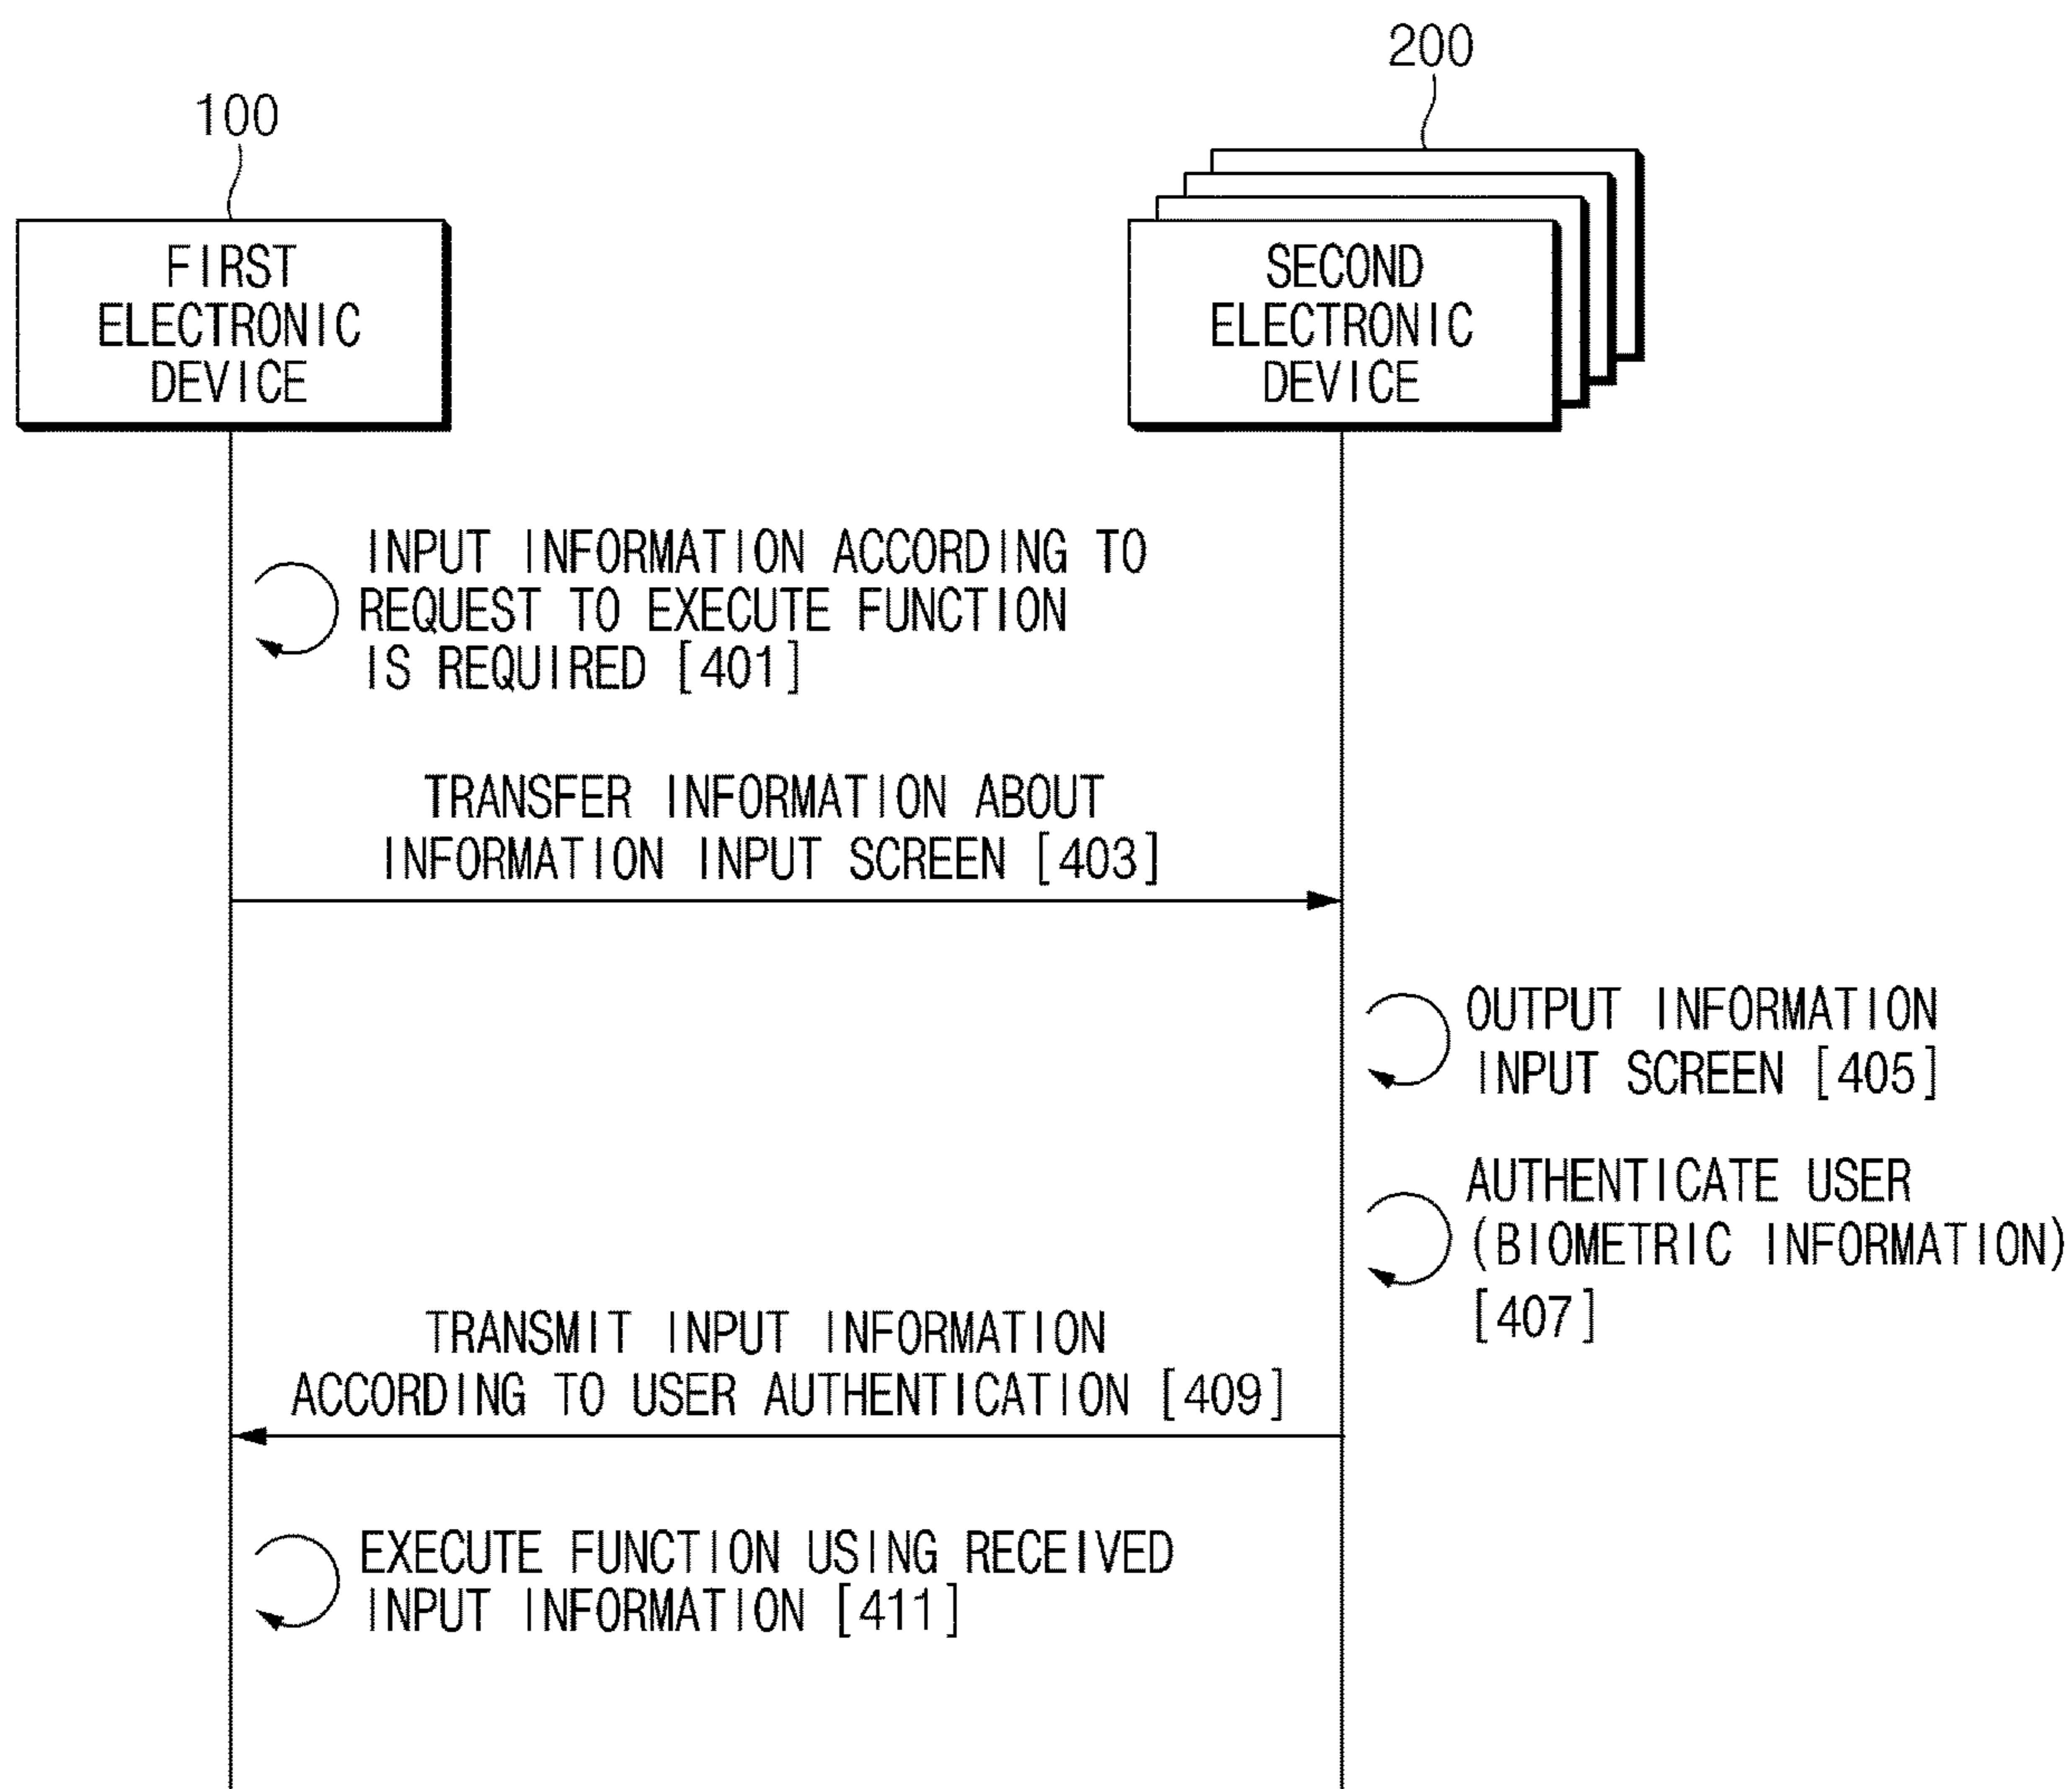 200
100
FIRST
ELECTRONIC
DEVICE
SECOND
ELECTRONIC
DEVICE
INPUT INFORMATION ACCORDING TO
REQUEST TO EXECUTE FUNCTION
IS REQUIRED [401]
TRANSFER INFORMATION ABOUT
INFORMATION INPUT SCREEN [403]
OUTPUT INFORMATION
INPUT SCREEN [405]
AUTHENTICATE USER
(BIOMETRIC INFORMATION)
[407]
TRANSMIT INPUT INFORMATION
ACCORDING TO USER AUTHENTICATION [409]
EXECUTE FUNCTION USING RECEIVED
INPUT INFORMATION [411]